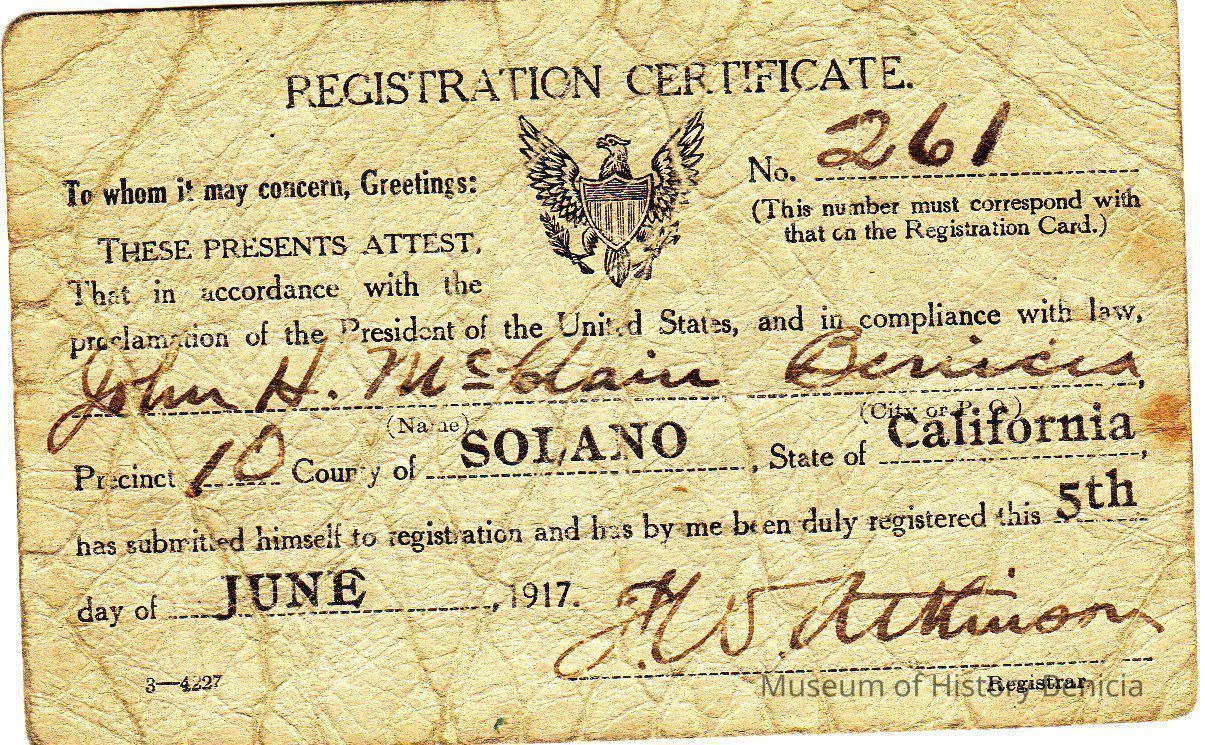 REGISTRATION CERTIFICATE.
No. 261
To whom it may concern, Greetings:
(This number must correspond with
that on the Registration Card.)
THESE PRESENTS ATTEST,
That in accordance with the
proclamation of the President of the United States, and in compliance with law,
John H. McClain Benicia,
(Name) (City or P. O.)
Precinct 10 County of SOLANO, State of California,
has submitted himself to registration and has by me been duly registered this 5th
day of JUNE, 1917.
F. W. Atkinson
Registrar.
3—4227
Museum of History Benicia